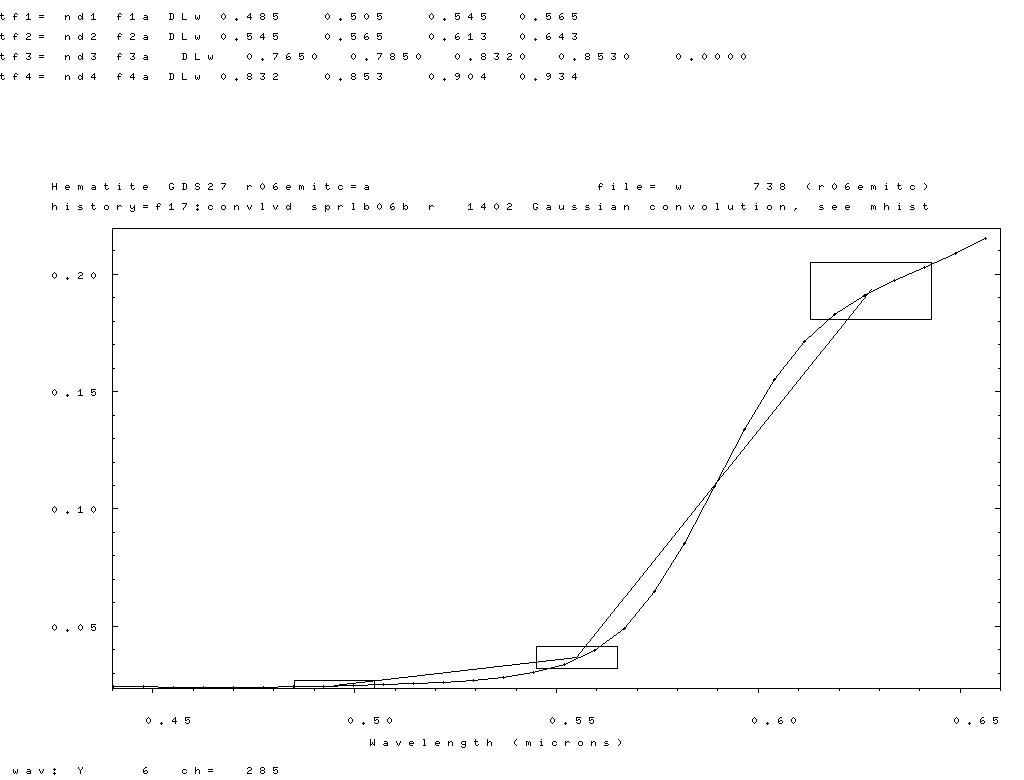 tf1= nd1 f1a DLw 0.485 0.505 0.545 0.565
tf2= nd2 f2a DLw 0.545 0.565 0.613 0.643
tf3= nd3 f3a DLw 0.7650 0.7850 0.8320 0.8530 0.0000
tf4= nd4 f4a DLw 0.832 0.853 0.904 0.934
Hematite GDS27 r06emitc=a file= w 738 (r06emitc)
history=f17:convlvd sprlb06b r 1402 Gaussian convolution, see mhist
0.20
0.15
0.10
0.05
0.45 0.50 0.55 0.60 0.65
Wavelength (microns)
wav: Y 6 ch= 285